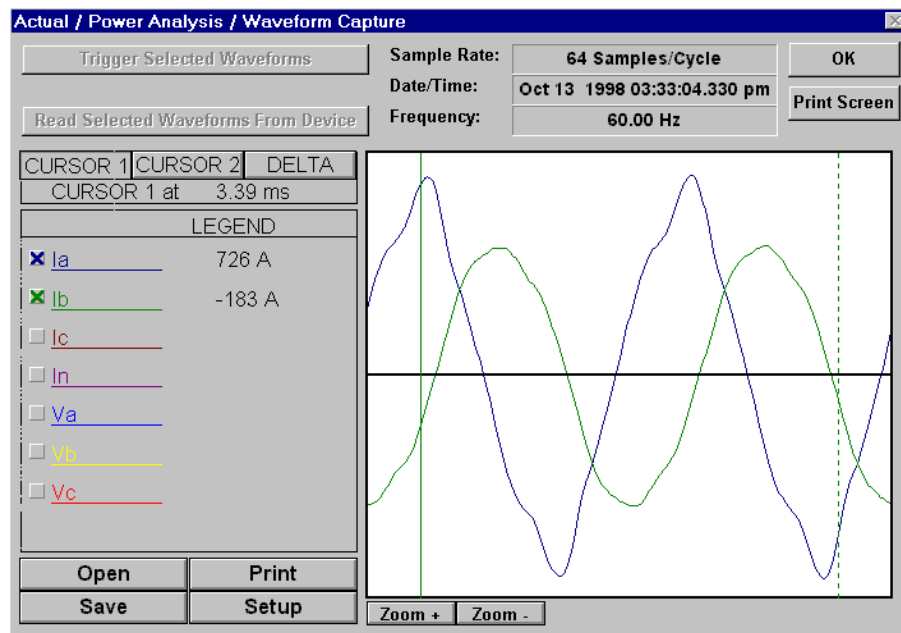 Actual / Power Analysis / Waveform Capture
Trigger Selected Waveforms
Read Selected Waveforms From Device
Sample Rate: 64 Samples/Cycle
Date/Time: Oct 13 1998 03:33:04.330 pm
Frequency: 60.00 Hz
OK
Print Screen
CURSOR 1 CURSOR 2 DELTA
CURSOR 1 at 3.39 ms
LEGEND
Ia 726 A
Ib -183 A
Ic
In
Va
Vb
Vc
Open Print
Save Setup
Zoom + Zoom -